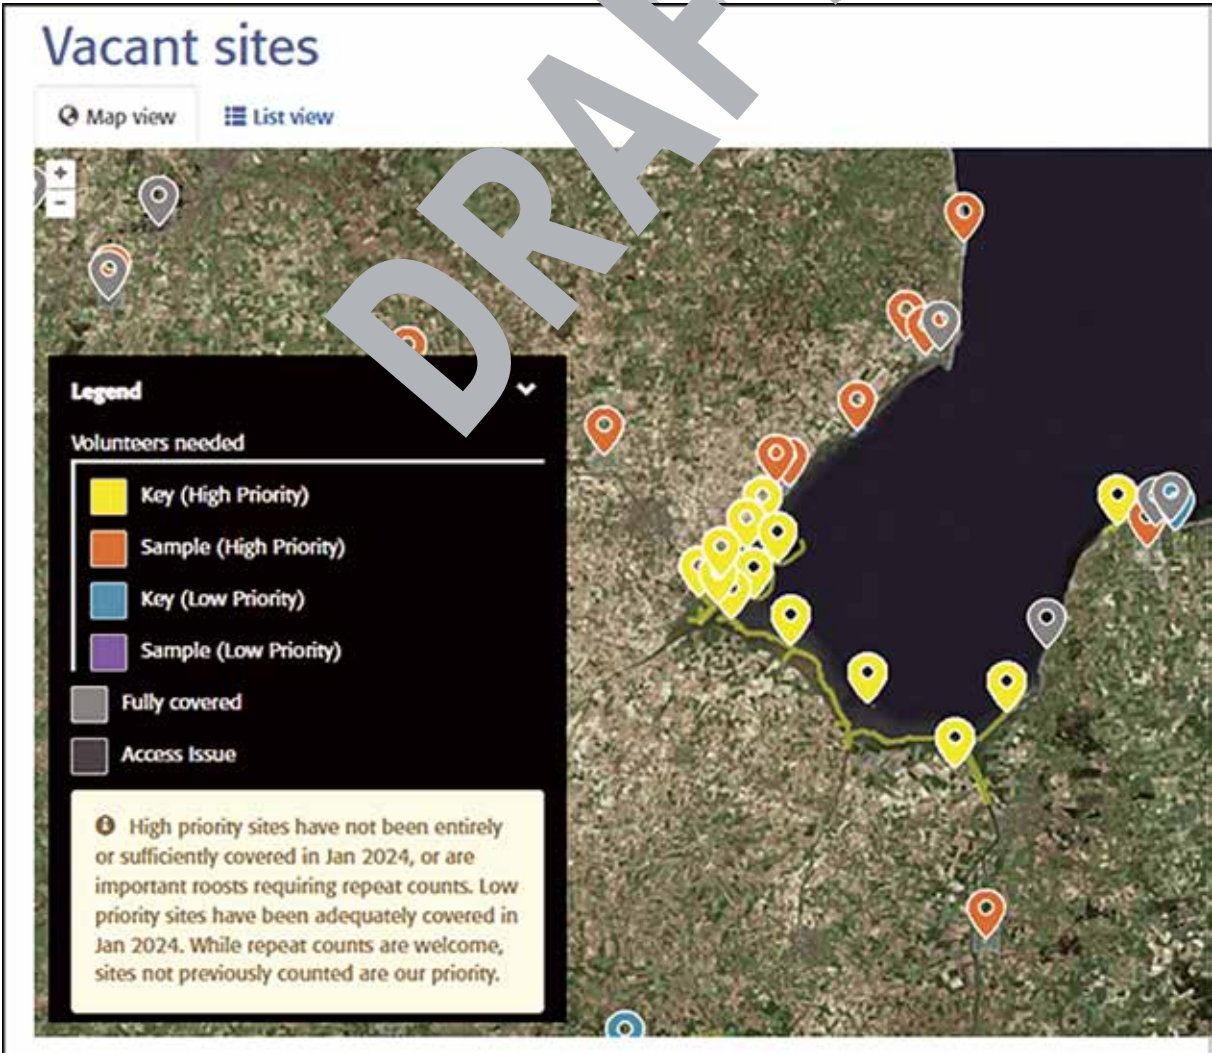 Vacant sites
Map view
List view
+
−
Legend
Volunteers needed
Key (High Priority)
Sample (High Priority)
Key (Low Priority)
Sample (Low Priority)
Fully covered
Access Issue
High priority sites have not been entirely
or sufficiently covered in Jan 2024, or are
important roosts requiring repeat counts. Low
priority sites have been adequately covered in
Jan 2024. While repeat counts are welcome,
sites not previously counted are our priority.
DRAF